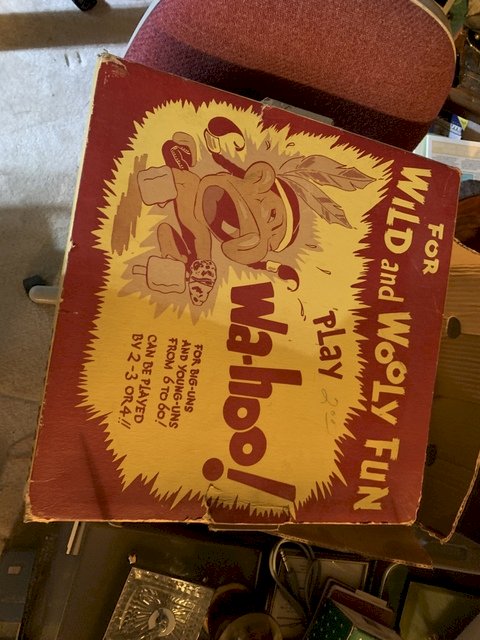 FOR
WILD and WOOLY FUN
PLAY
Wa-hoo!
FOR BIG-UNS
AND YOUNG-UNS
FROM 6 TO 60!
CAN BE PLAYED
BY 2-3 OR 4!!